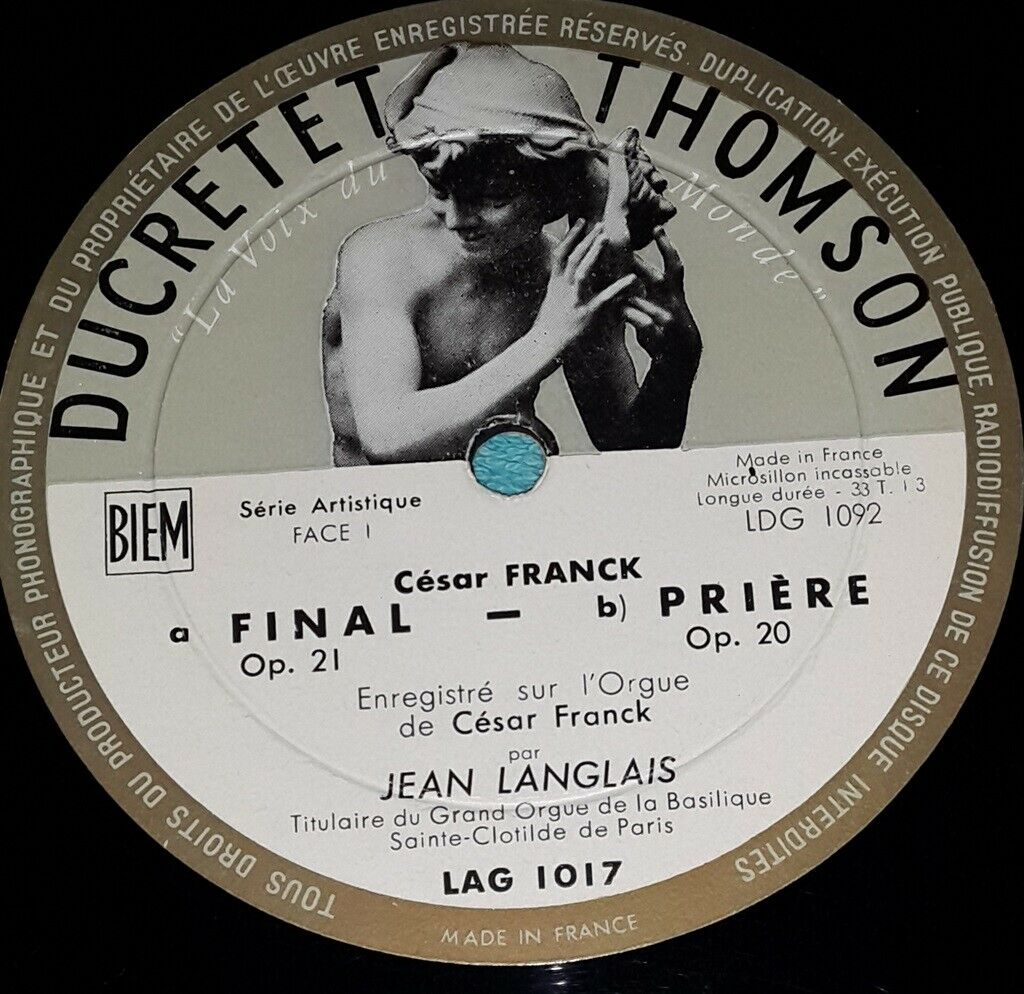 TOUS DROITS DU PRODUCTEUR PHONOGRAPHIQUE ET DU PROPRIÉTAIRE DE L'ŒUVRE ENREGISTRÉE RÉSERVÉS. DUPLICATION, EXÉCUTION PUBLIQUE, RADIODIFFUSION DE CE DISQUE INTERDITES
DUCRETET THOMSON
"La Voix du Monde"
BIEM
Série Artistique
FACE 1
Made in France
Microsillon incassable
Longue durée - 33 T. 1 3
LDG 1092
César FRANCK
a FINAL — b) PRIÈRE
Op. 21 Op. 20
Enregistré sur l'Orgue
de César Franck
par
JEAN LANGLAIS
Titulaire du Grand Orgue de la Basilique
Sainte-Clotilde de Paris
LAG 1017
MADE IN FRANCE